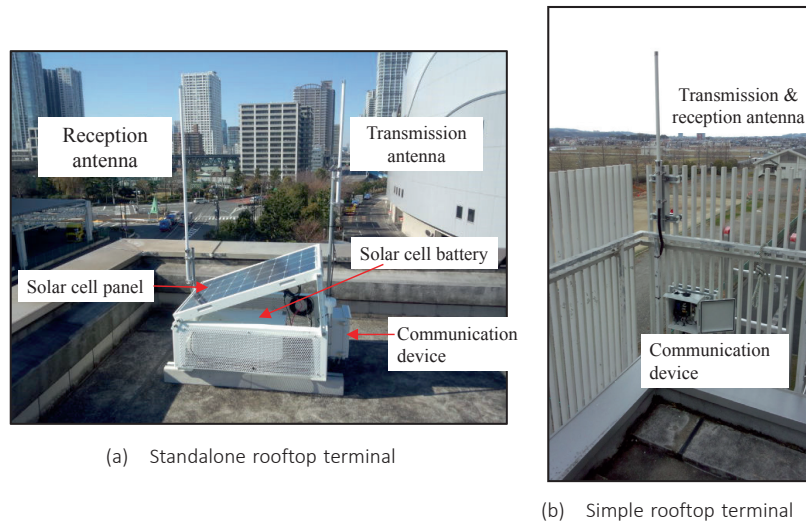 Reception
antenna
Transmission
antenna
Solar cell battery
Solar cell panel
Communication
device
(a) Standalone rooftop terminal
Transmission &
reception antenna
Communication
device
(b) Simple rooftop terminal